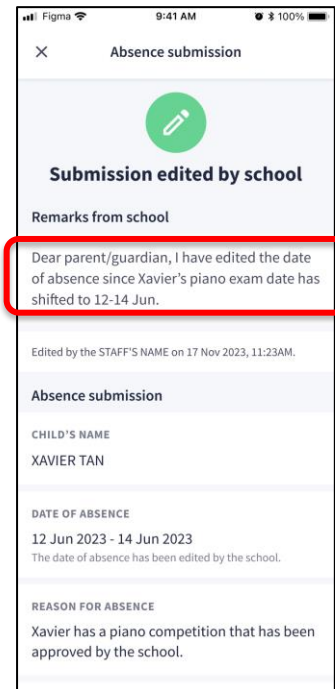 Figma 9:41 AM 100%
Absence submission
Submission edited by school
Remarks from school
Dear parent/guardian, I have edited the date
of absence since Xavier's piano exam date has
shifted to 12-14 Jun.
Edited by the STAFF'S NAME on 17 Nov 2023, 11:23AM.
Absence submission
CHILD'S NAME
XAVIER TAN
DATE OF ABSENCE
12 Jun 2023 - 14 Jun 2023
The date of absence has been edited by the school.
REASON FOR ABSENCE
Xavier has a piano competition that has been
approved by the school.